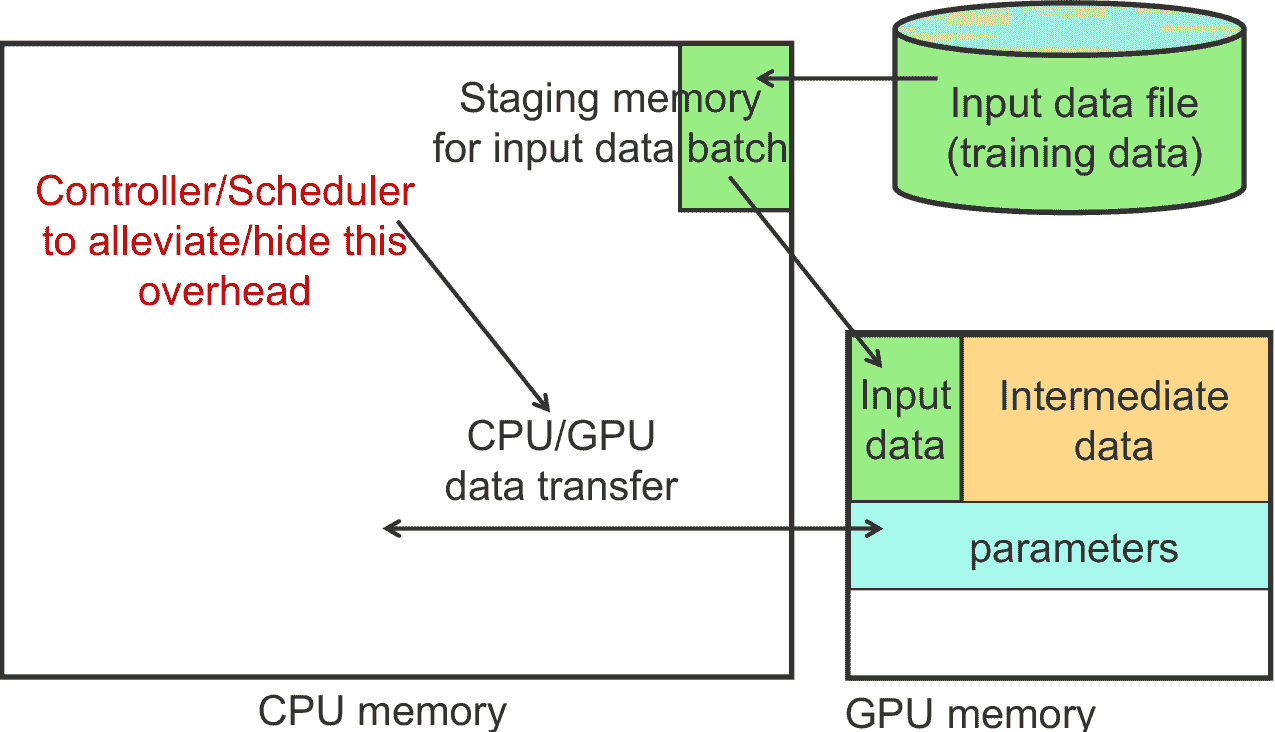 Staging memory
for input data batch
Input data file
(training data)
Controller/Scheduler
to alleviate/hide this
overhead
CPU/GPU
data transfer
Input
data
Intermediate
data
parameters
CPU memory
GPU memory